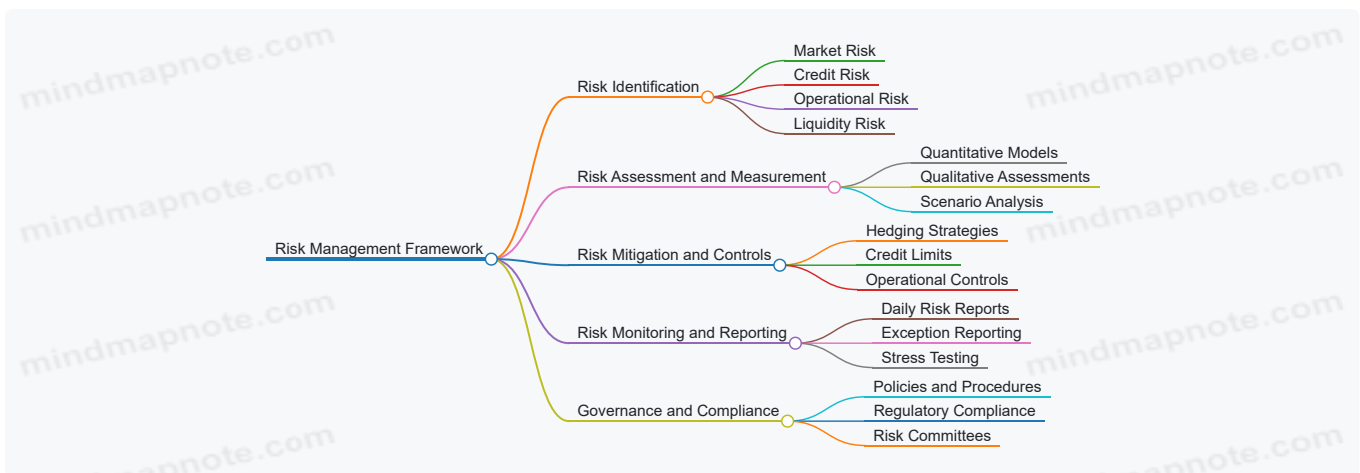 mindmapnote.com
mindmapnote.com
Market Risk
Credit Risk
Risk Identification
Operational Risk
Liquidity Risk
Quantitative Models
mindmapnote.com
mindmapnote.com
Risk Assessment and Measurement
Qualitative Assessments
Scenario Analysis
Risk Management Framework
Hedging Strategies
Risk Mitigation and Controls
Credit Limits
Operational Controls
mindmapnote.com
mindmapnote.com
Daily Risk Reports
Risk Monitoring and Reporting
Exception Reporting
Stress Testing
Policies and Procedures
Governance and Compliance
Regulatory Compliance
Risk Committees
mindmapnote.com
mindmapnote.com